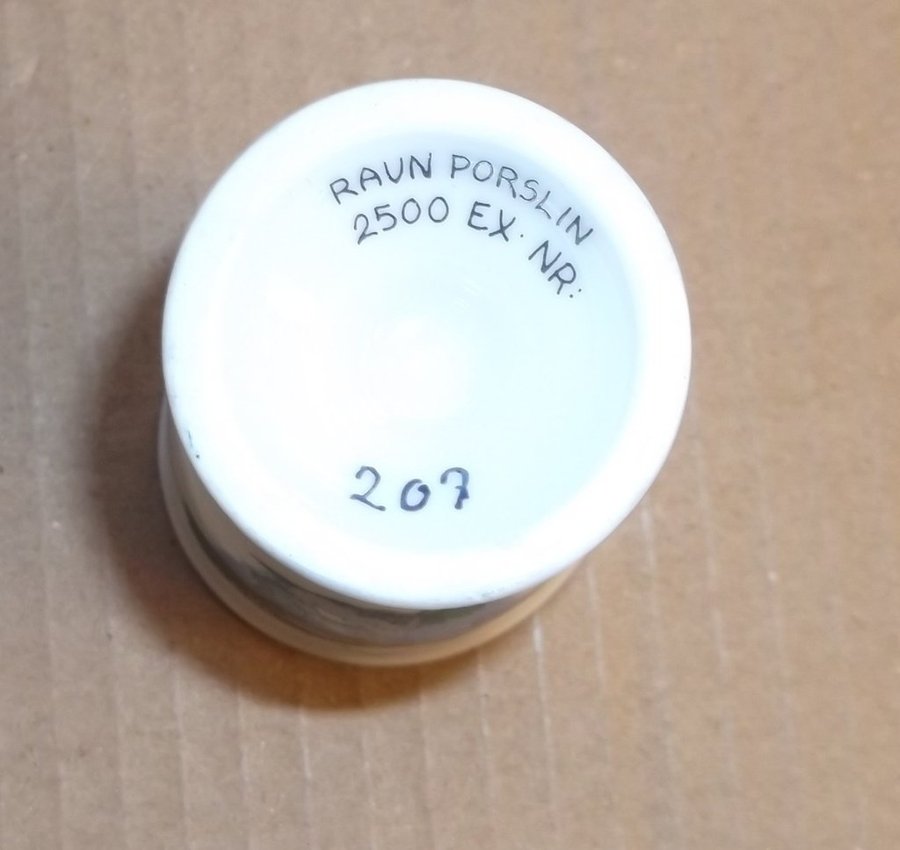 RAUN PORSLIN
2500 EX. NR:
207